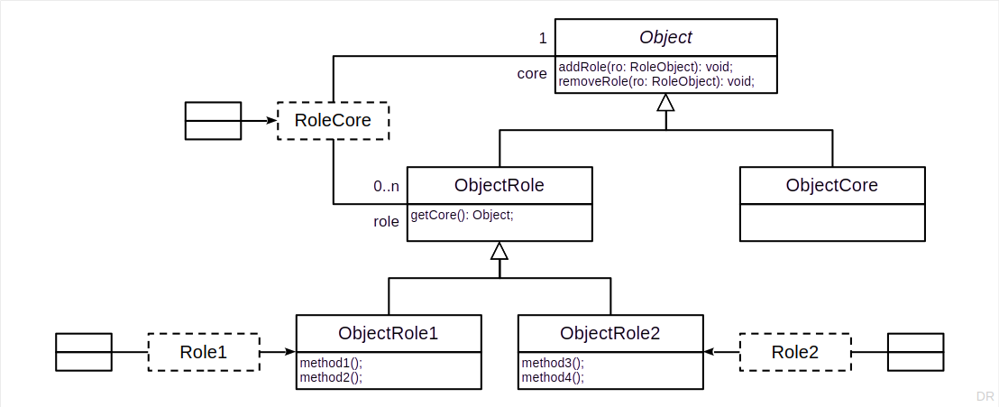 Object
1
addRole(ro: RoleObject): void;
removeRole(ro: RoleObject): void;
core
RoleCore
0..n
role
ObjectRole
getCore(): Object;
ObjectCore
Role1
ObjectRole1
method1();
method2();
ObjectRole2
method3();
method4();
Role2
DR